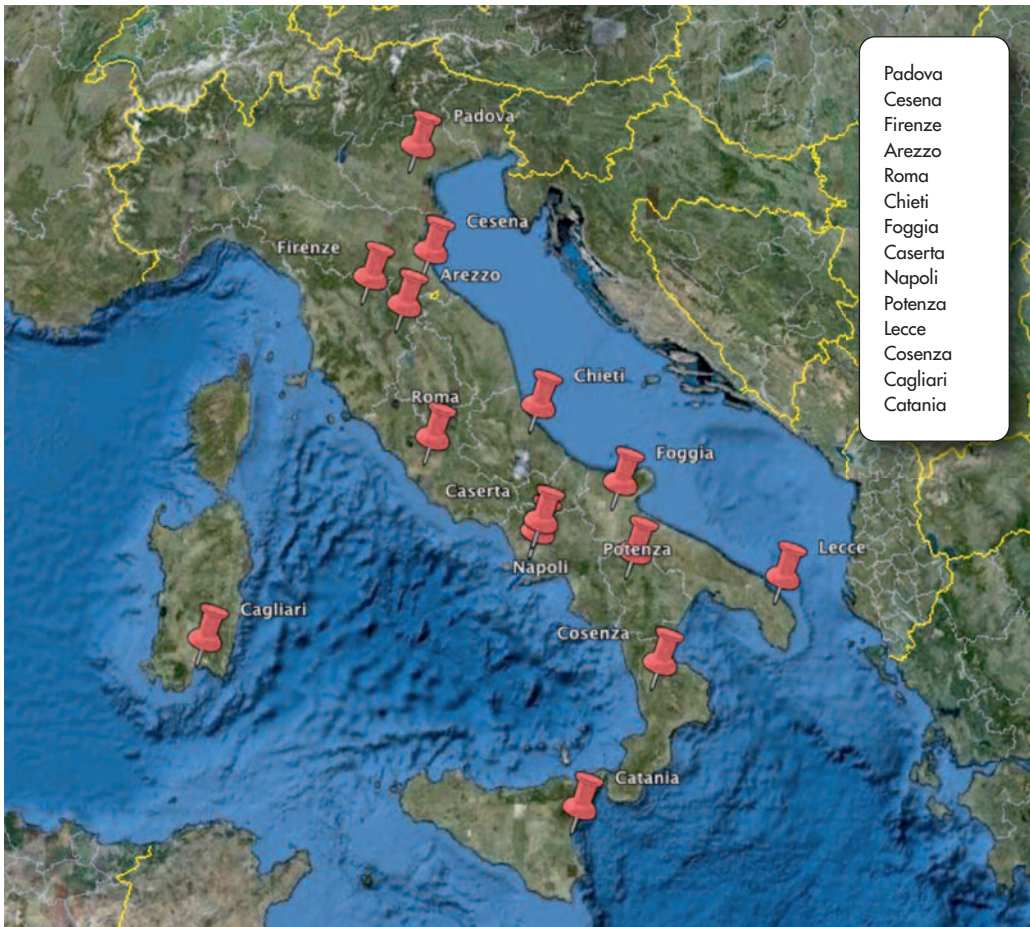 Padova
Cesena
Firenze
Arezzo
Chieti
Roma
Foggia
Caserta
Potenza
Lecce
Napoli
Cagliari
Cosenza
Catania
Padova
Cesena
Firenze
Arezzo
Roma
Chieti
Foggia
Caserta
Napoli
Potenza
Lecce
Cosenza
Cagliari
Catania